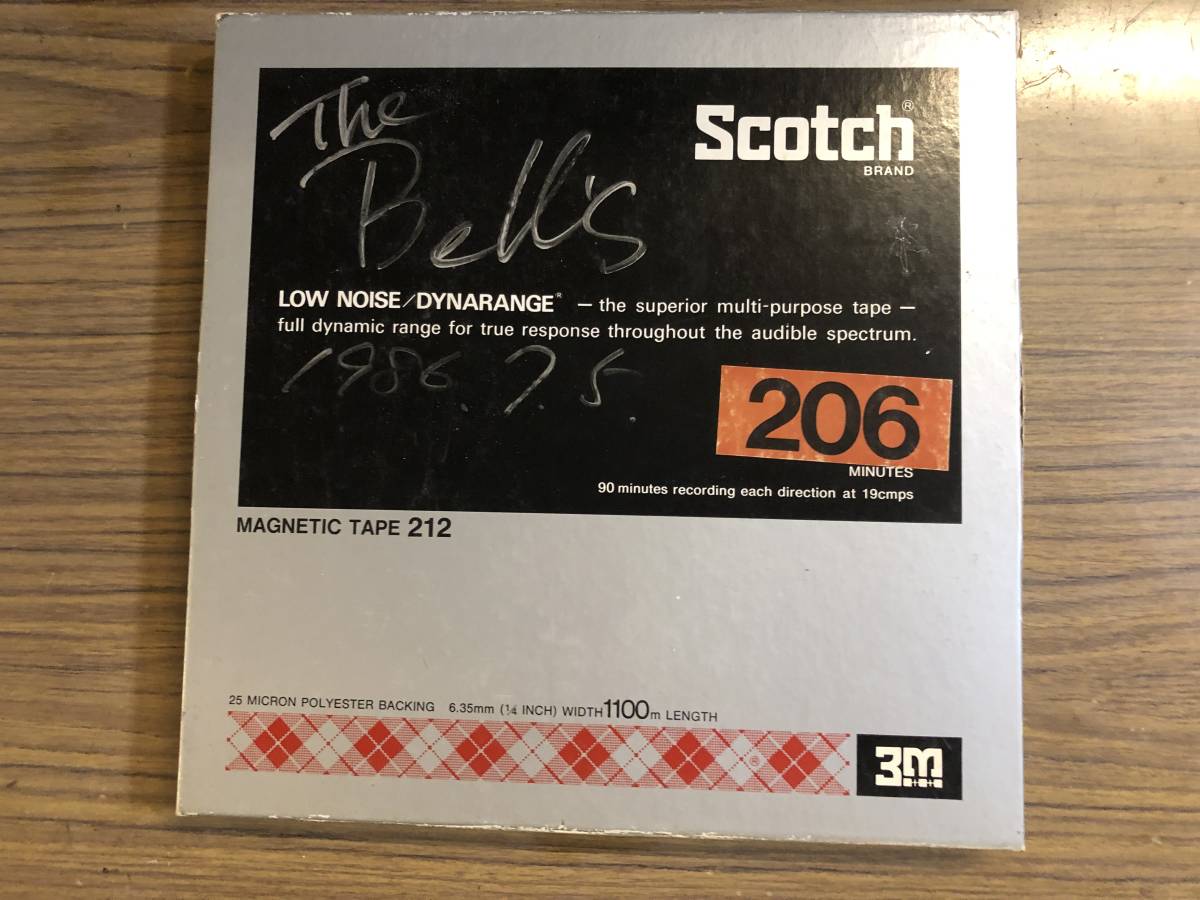 The
Bell's
Scotch®
BRAND
LOW NOISE/DYNARANGE® — the superior multi-purpose tape —
full dynamic range for true response throughout the audible spectrum.
1986.7.5.
206
MINUTES
90 minutes recording each direction at 19cmps
MAGNETIC TAPE 212
25 MICRON POLYESTER BACKING 6.35mm (¼ INCH) WIDTH 1100m LENGTH
®
3M